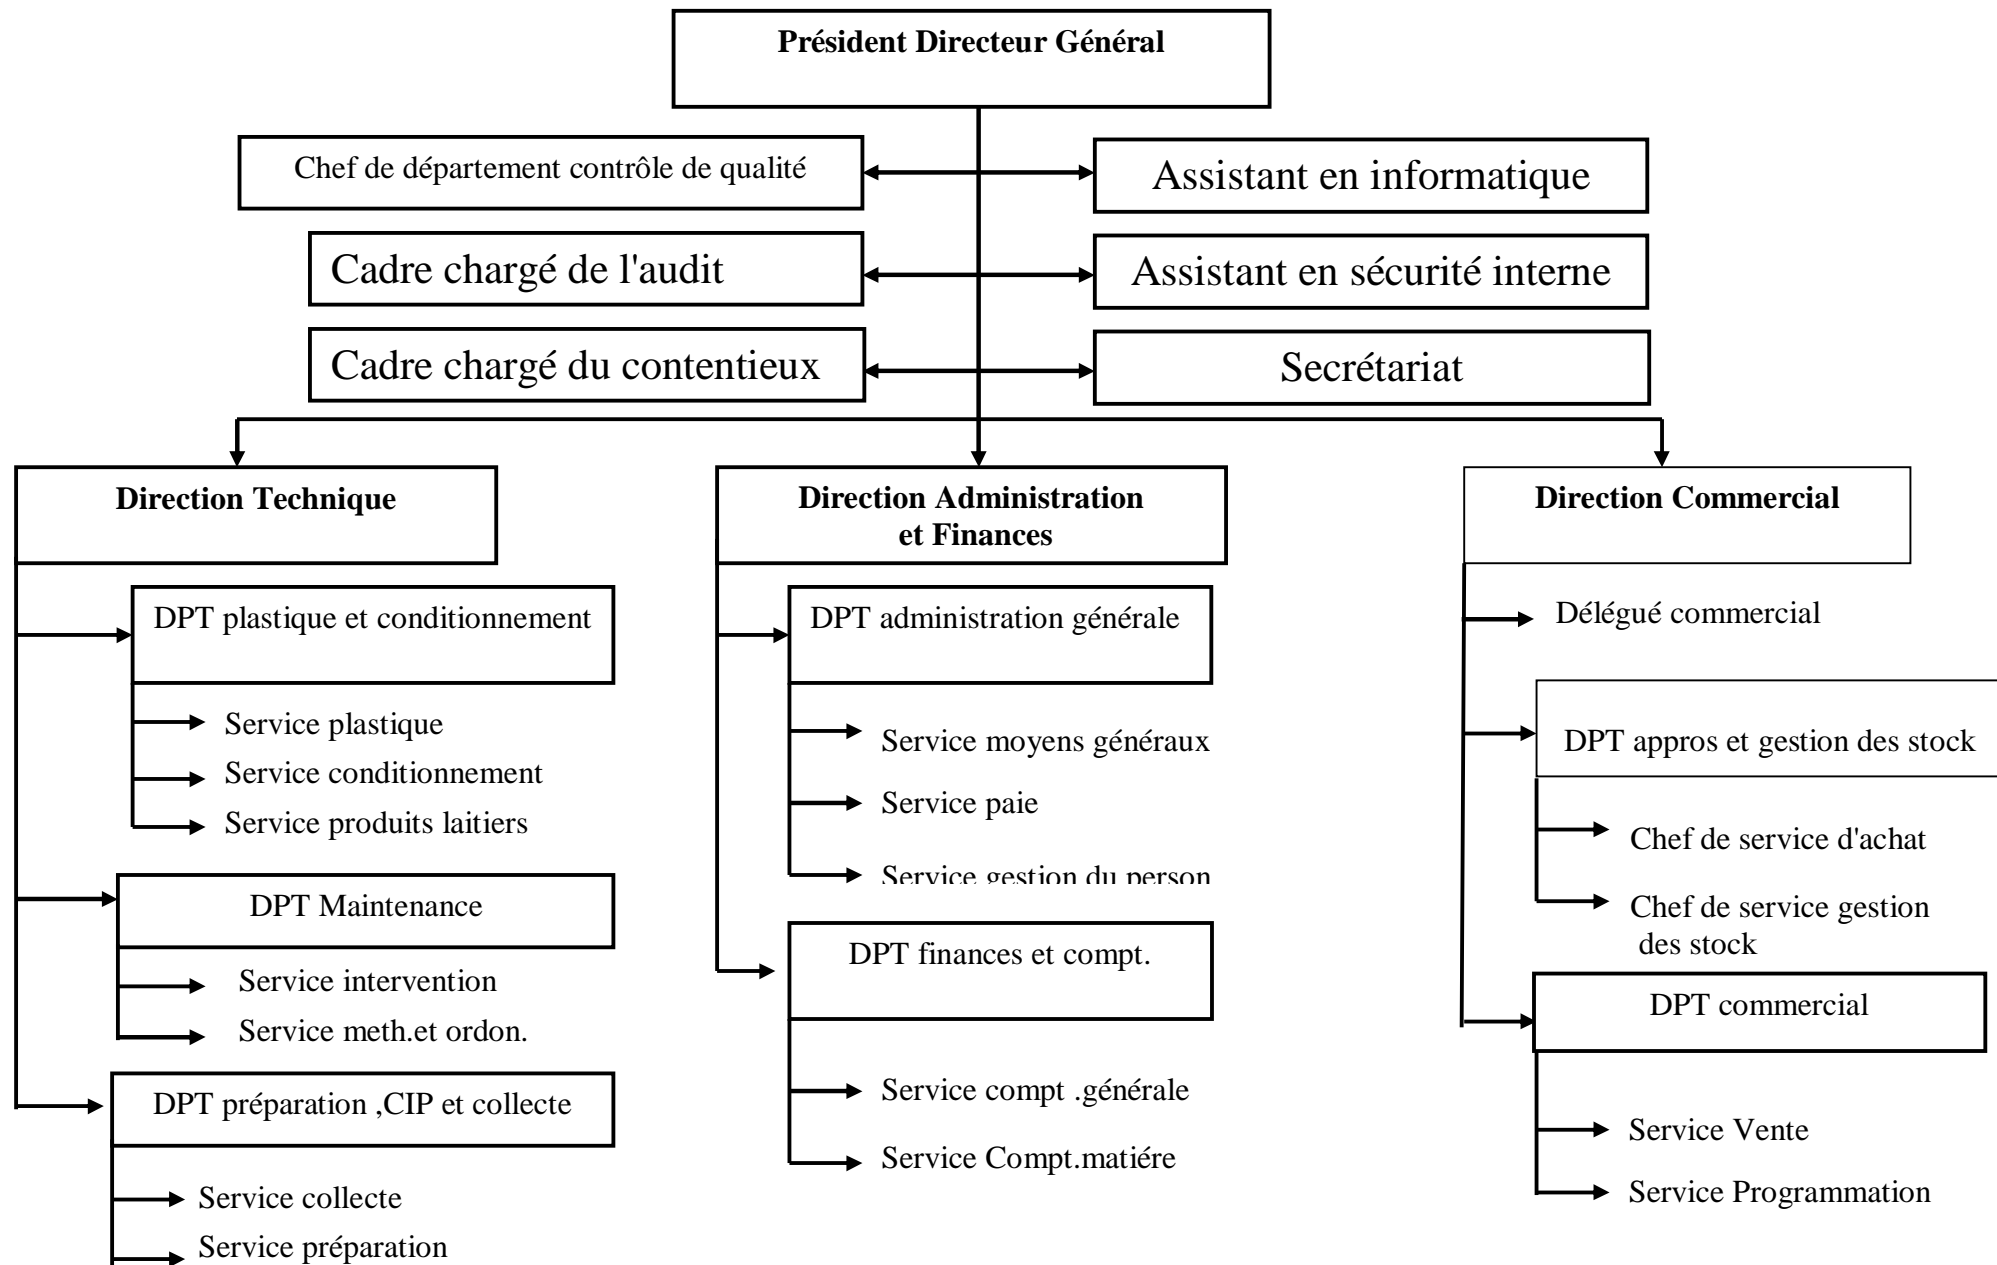 Président Directeur Général
Chef de département contrôle de qualité
Assistant en informatique
Cadre chargé de l'audit
Assistant en sécurité interne
Cadre chargé du contentieux
Secrétariat
Direction Technique
DPT plastique et conditionnement
Service plastique
Service conditionnement
Service produits laitiers
DPT Maintenance
Service intervention
Service meth.et ordon.
DPT préparation ,CIP et collecte
Service collecte
Service préparation
Direction Administration
et Finances
DPT administration générale
Service moyens généraux
Service paie
Service gestion du person
DPT finances et compt.
Service compt .générale
Service Compt.matiére
Direction Commercial
Délégué commercial
DPT appros et gestion des stock
Chef de service d'achat
Chef de service gestion
des stock
DPT commercial
Service Vente
Service Programmation